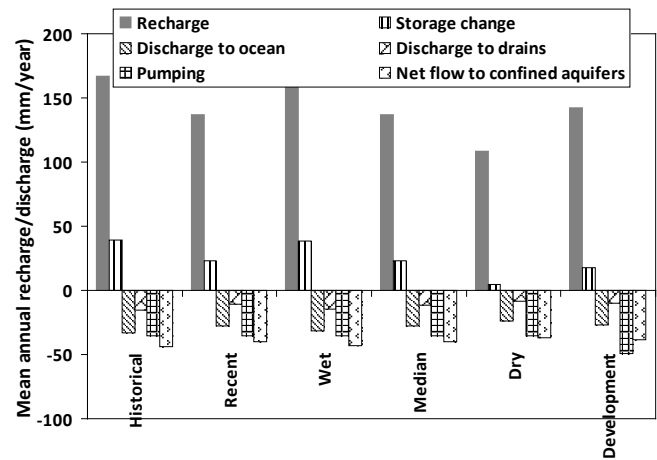 Recharge
Storage change
Discharge to ocean
Discharge to drains
Pumping
Net flow to confined aquifers
Mean annual recharge/discharge (mm/year)
200
150
100
50
0
-50
-100
Historical
Recent
Wet
Median
Dry
Development